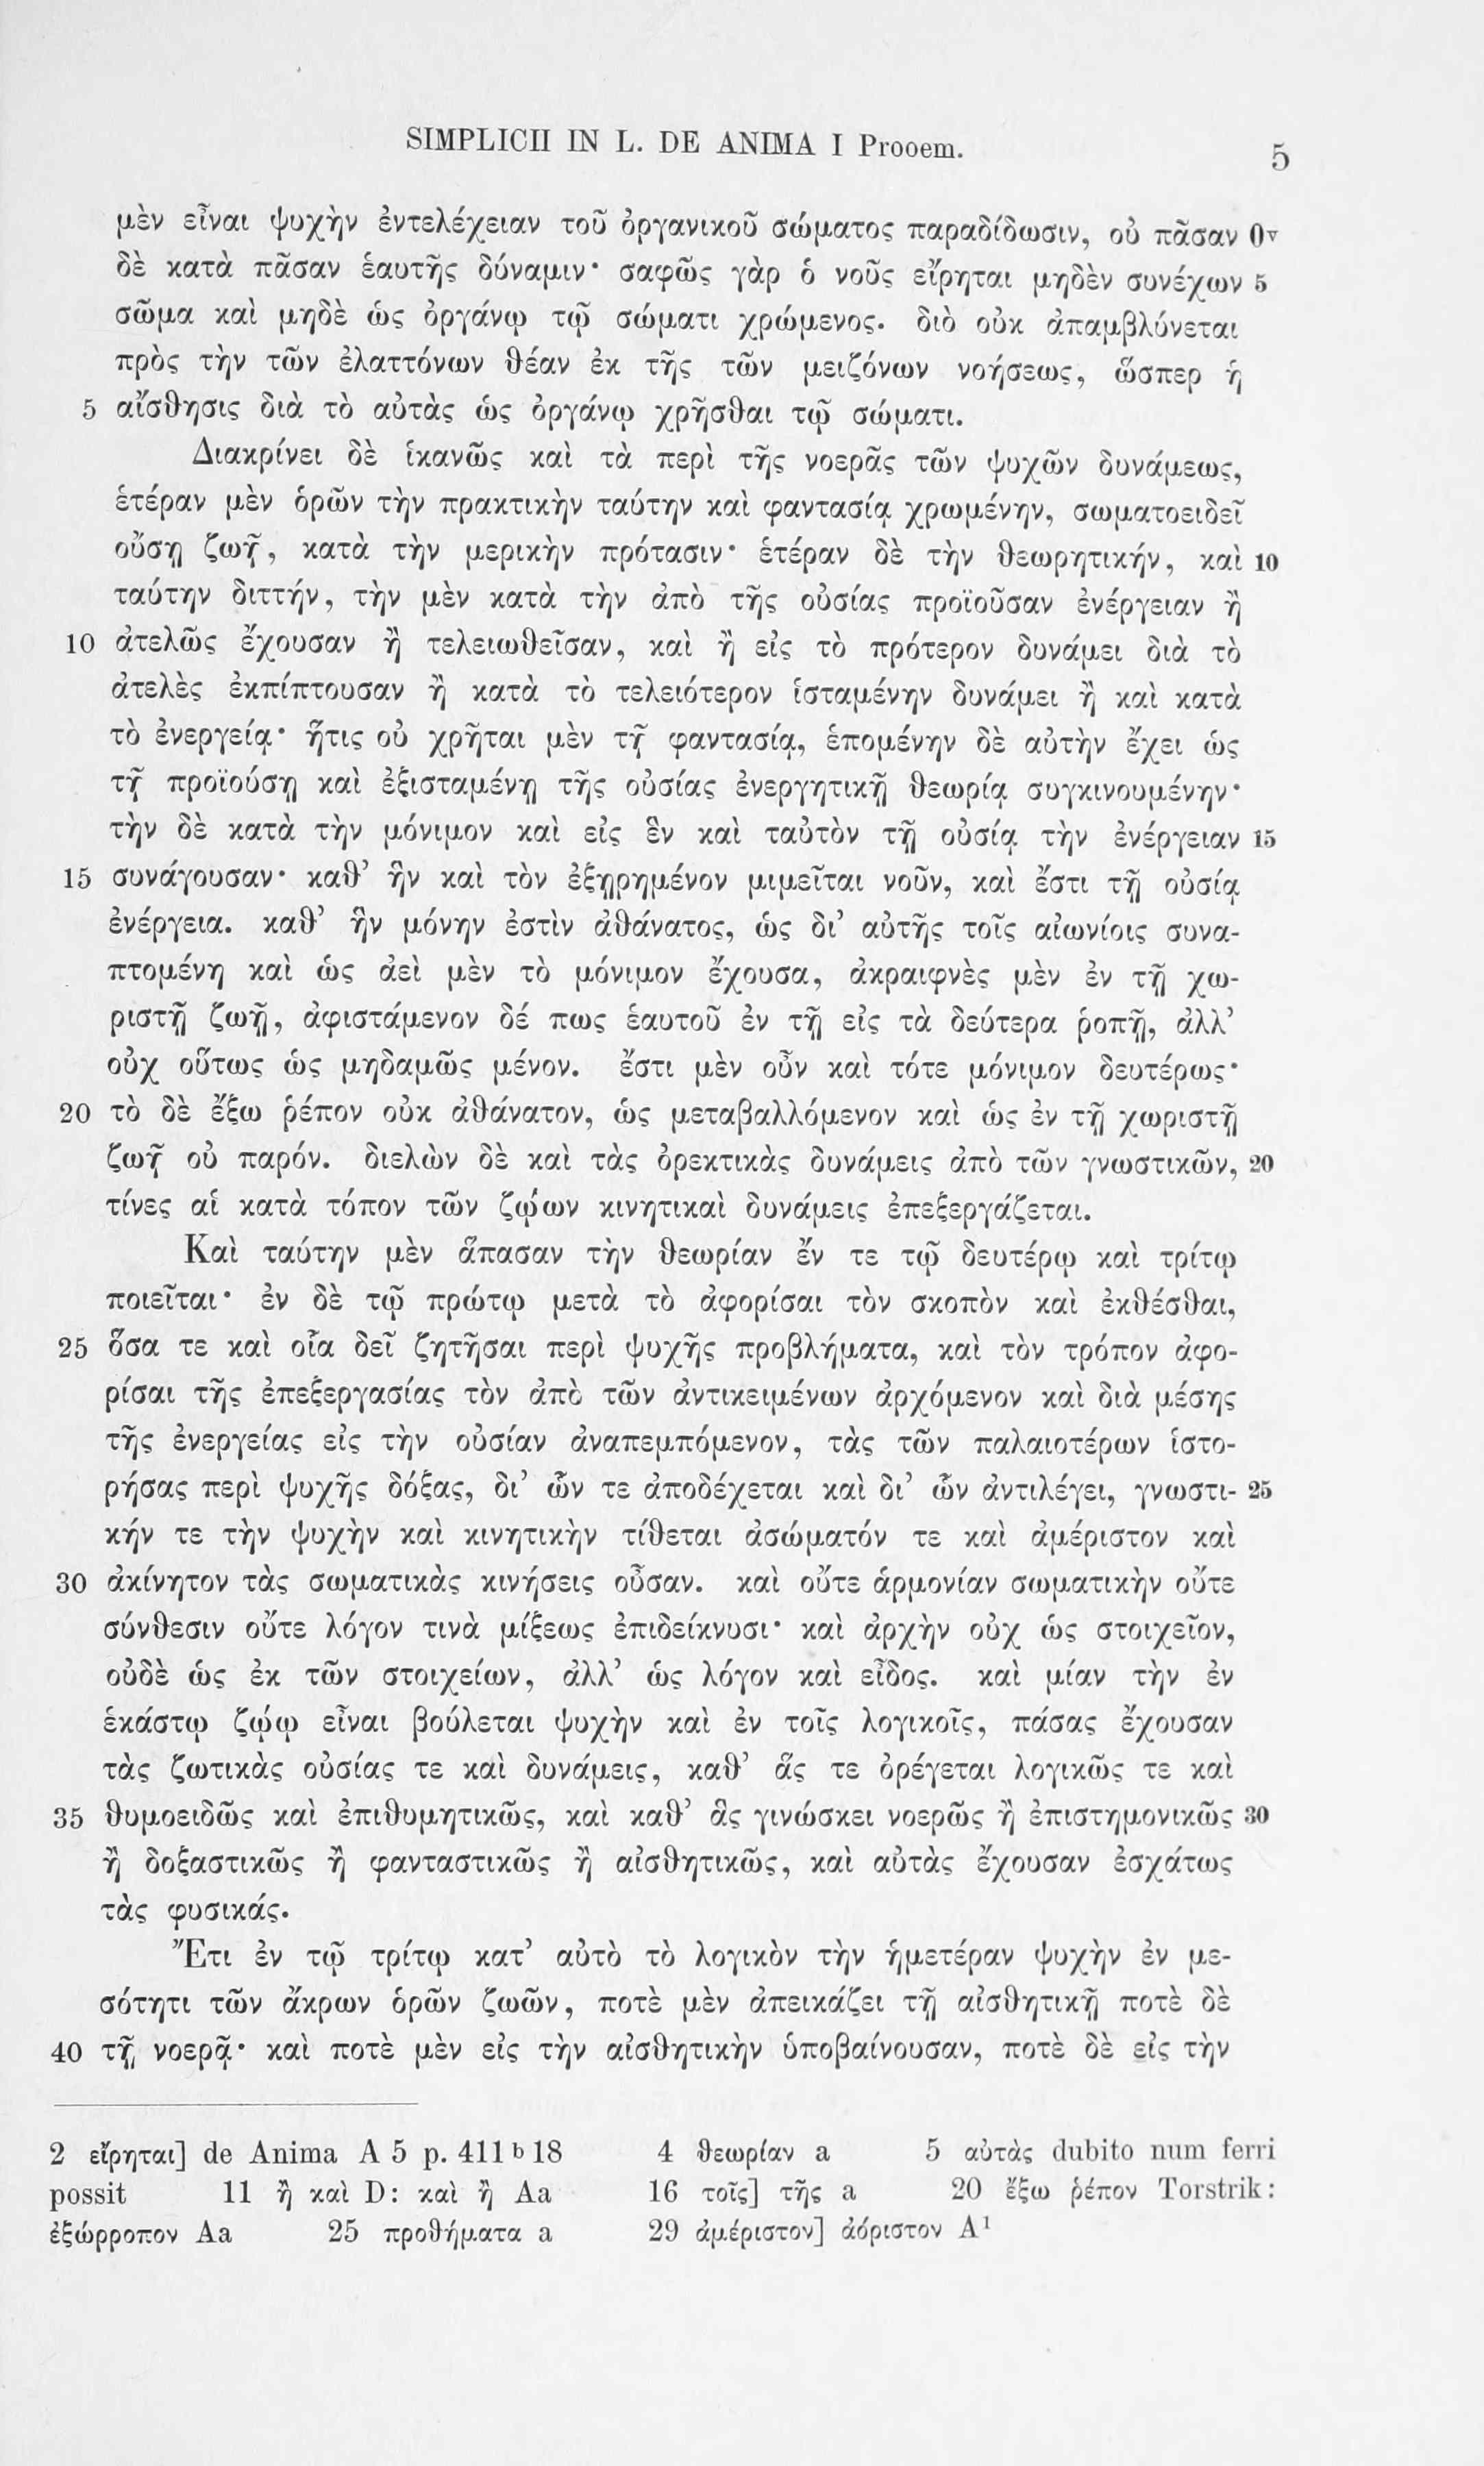 SIMPLICII IN L. DE ANIMA I Prooem. 5
μὲν εἶναι ψυχὴν ἐντελέχειαν τοῦ ὀργανικοῦ σώματος παραδίδωσιν, οὐ πᾶσαν 0v
δὲ κατὰ πᾶσαν ἑαυτῆς δύναμιν· σαφῶς γὰρ ὁ νοῦς εἴρηται μηδὲν συνέχων 5
σῶμα καὶ μηδὲ ὡς ὀργάνῳ τῷ σώματι χρώμενος. διὸ οὐκ ἀπαμβλύνεται
πρὸς τὴν τῶν ἐλαττόνων θέαν ἐκ τῆς τῶν μειζόνων νοήσεως, ὥσπερ ἡ
5 αἴσθησις διὰ τὸ αὐτὰς ὡς ὀργάνῳ χρῆσθαι τῷ σώματι.
Διακρίνει δὲ ἱκανῶς καὶ τὰ περὶ τῆς νοερᾶς τῶν ψυχῶν δυνάμεως,
ἑτέραν μὲν ὁρῶν τὴν πρακτικὴν ταύτην καὶ φαντασίᾳ χρωμένην, σωματοειδεῖ
οὔσῃ ζωῇ, κατὰ τὴν μερικὴν πρότασιν· ἑτέραν δὲ τὴν θεωρητικήν, καὶ 10
ταύτην διττήν, τὴν μὲν κατὰ τὴν ἀπὸ τῆς οὐσίας προϊοῦσαν ἐνέργειαν ἢ
10 ἀτελῶς ἔχουσαν ἢ τελειωθεῖσαν, καὶ ἢ εἰς τὸ πρότερον δυνάμει διὰ τὸ
ἀτελὲς ἐκπίπτουσαν ἢ κατὰ τὸ τελειότερον ἱσταμένην δυνάμει ἢ καὶ κατὰ
τὸ ἐνεργείᾳ· ἥτις οὐ χρῆται μὲν τῇ φαντασίᾳ, ἑπομένην δὲ αὐτὴν ἔχει ὡς
τῇ προϊούσῃ καὶ ἐξισταμένῃ τῆς οὐσίας ἐνεργητικῇ θεωρίᾳ συγκινουμένην·
τὴν δὲ κατὰ τὴν μόνιμον καὶ εἰς ἓν καὶ ταὐτὸν τῇ οὐσίᾳ τὴν ἐνέργειαν 15
15 συνάγουσαν· καθ’ ἣν καὶ τὸν ἐξῃρημένον μιμεῖται νοῦν, καὶ ἔστι τῇ οὐσίᾳ
ἐνέργεια. καθ’ ἣν μόνην ἐστὶν ἀθάνατος, ὡς δι’ αὐτῆς τοῖς αἰωνίοις συνα-
πτομένη καὶ ὡς ἀεὶ μὲν τὸ μόνιμον ἔχουσα, ἀκραιφνὲς μὲν ἐν τῇ χω-
ριστῇ ζωῇ, ἀφιστάμενον δέ πως ἑαυτοῦ ἐν τῇ εἰς τὰ δεύτερα ῥοπῇ, ἀλλ’
οὐχ οὕτως ὡς μηδαμῶς μένον. ἔστι μὲν οὖν καὶ τότε μόνιμον δευτέρως·
20 τὸ δὲ ἔξω ῥέπον οὐκ ἀθάνατον, ὡς μεταβαλλόμενον καὶ ὡς ἐν τῇ χωριστῇ
ζωῇ οὐ παρόν. διελὼν δὲ καὶ τὰς ὀρεκτικὰς δυνάμεις ἀπὸ τῶν γνωστικῶν, 20
τίνες αἱ κατὰ τόπον τῶν ζῴων κινητικαὶ δυνάμεις ἐπεξεργάζεται.
Καὶ ταύτην μὲν ἅπασαν τὴν θεωρίαν ἔν τε τῷ δευτέρῳ καὶ τρίτῳ
ποιεῖται· ἐν δὲ τῷ πρώτῳ μετὰ τὸ ἀφορίσαι τὸν σκοπὸν καὶ ἐκθέσθαι,
25 ὅσα τε καὶ οἷα δεῖ ζητῆσαι περὶ ψυχῆς προβλήματα, καὶ τὸν τρόπον ἀφο-
ρίσαι τῆς ἐπεξεργασίας τὸν ἀπὸ τῶν ἀντικειμένων ἀρχόμενον καὶ διὰ μέσης
τῆς ἐνεργείας εἰς τὴν οὐσίαν ἀναπεμπόμενον, τὰς τῶν παλαιοτέρων ἱστο-
ρήσας περὶ ψυχῆς δόξας, δι’ ὧν τε ἀποδέχεται καὶ δι’ ὧν ἀντιλέγει, γνωστι- 25
κήν τε τὴν ψυχὴν καὶ κινητικὴν τίθεται ἀσώματόν τε καὶ ἀμέριστον καὶ
30 ἀκίνητον τὰς σωματικὰς κινήσεις οὖσαν. καὶ οὔτε ἁρμονίαν σωματικὴν οὔτε
σύνθεσιν οὔτε λόγον τινὰ μίξεως ἐπιδείκνυσι· καὶ ἀρχὴν οὐχ ὡς στοιχεῖον,
οὐδὲ ὡς ἐκ τῶν στοιχείων, ἀλλ’ ὡς λόγον καὶ εἶδος. καὶ μίαν τὴν ἐν
ἑκάστῳ ζῴῳ εἶναι βούλεται ψυχὴν καὶ ἐν τοῖς λογικοῖς, πάσας ἔχουσαν
τὰς ζωτικὰς οὐσίας τε καὶ δυνάμεις, καθ’ ἅς τε ὀρέγεται λογικῶς τε καὶ
35 θυμοειδῶς καὶ ἐπιθυμητικῶς, καὶ καθ’ ἃς γινώσκει νοερῶς ἢ ἐπιστημονικῶς 30
ἢ δοξαστικῶς ἢ φανταστικῶς ἢ αἰσθητικῶς, καὶ αὐτὰς ἔχουσαν ἐσχάτως
τὰς φυσικάς.
Ἔτι ἐν τῷ τρίτῳ κατ’ αὐτὸ τὸ λογικὸν τὴν ἡμετέραν ψυχὴν ἐν με-
σότητι τῶν ἄκρων ὁρῶν ζωῶν, ποτὲ μὲν ἀπεικάζει τῇ αἰσθητικῇ ποτὲ δὲ
40 τῇ νοερᾷ· καὶ ποτὲ μὲν εἰς τὴν αἰσθητικὴν ὑποβαίνουσαν, ποτὲ δὲ εἰς τὴν
2 εἴρηται] de Anima A 5 p. 411 b 18 4 θεωρίαν a 5 αὐτὰς dubito num ferri
possit 11 ἢ καὶ D: καὶ ἢ Aa 16 τοῖς] τῆς a 20 ἔξω ῥέπον Torstrik:
ἐξώρροπον Aa 25 προθήματα a 29 ἀμέριστον] ἀόριστον A1